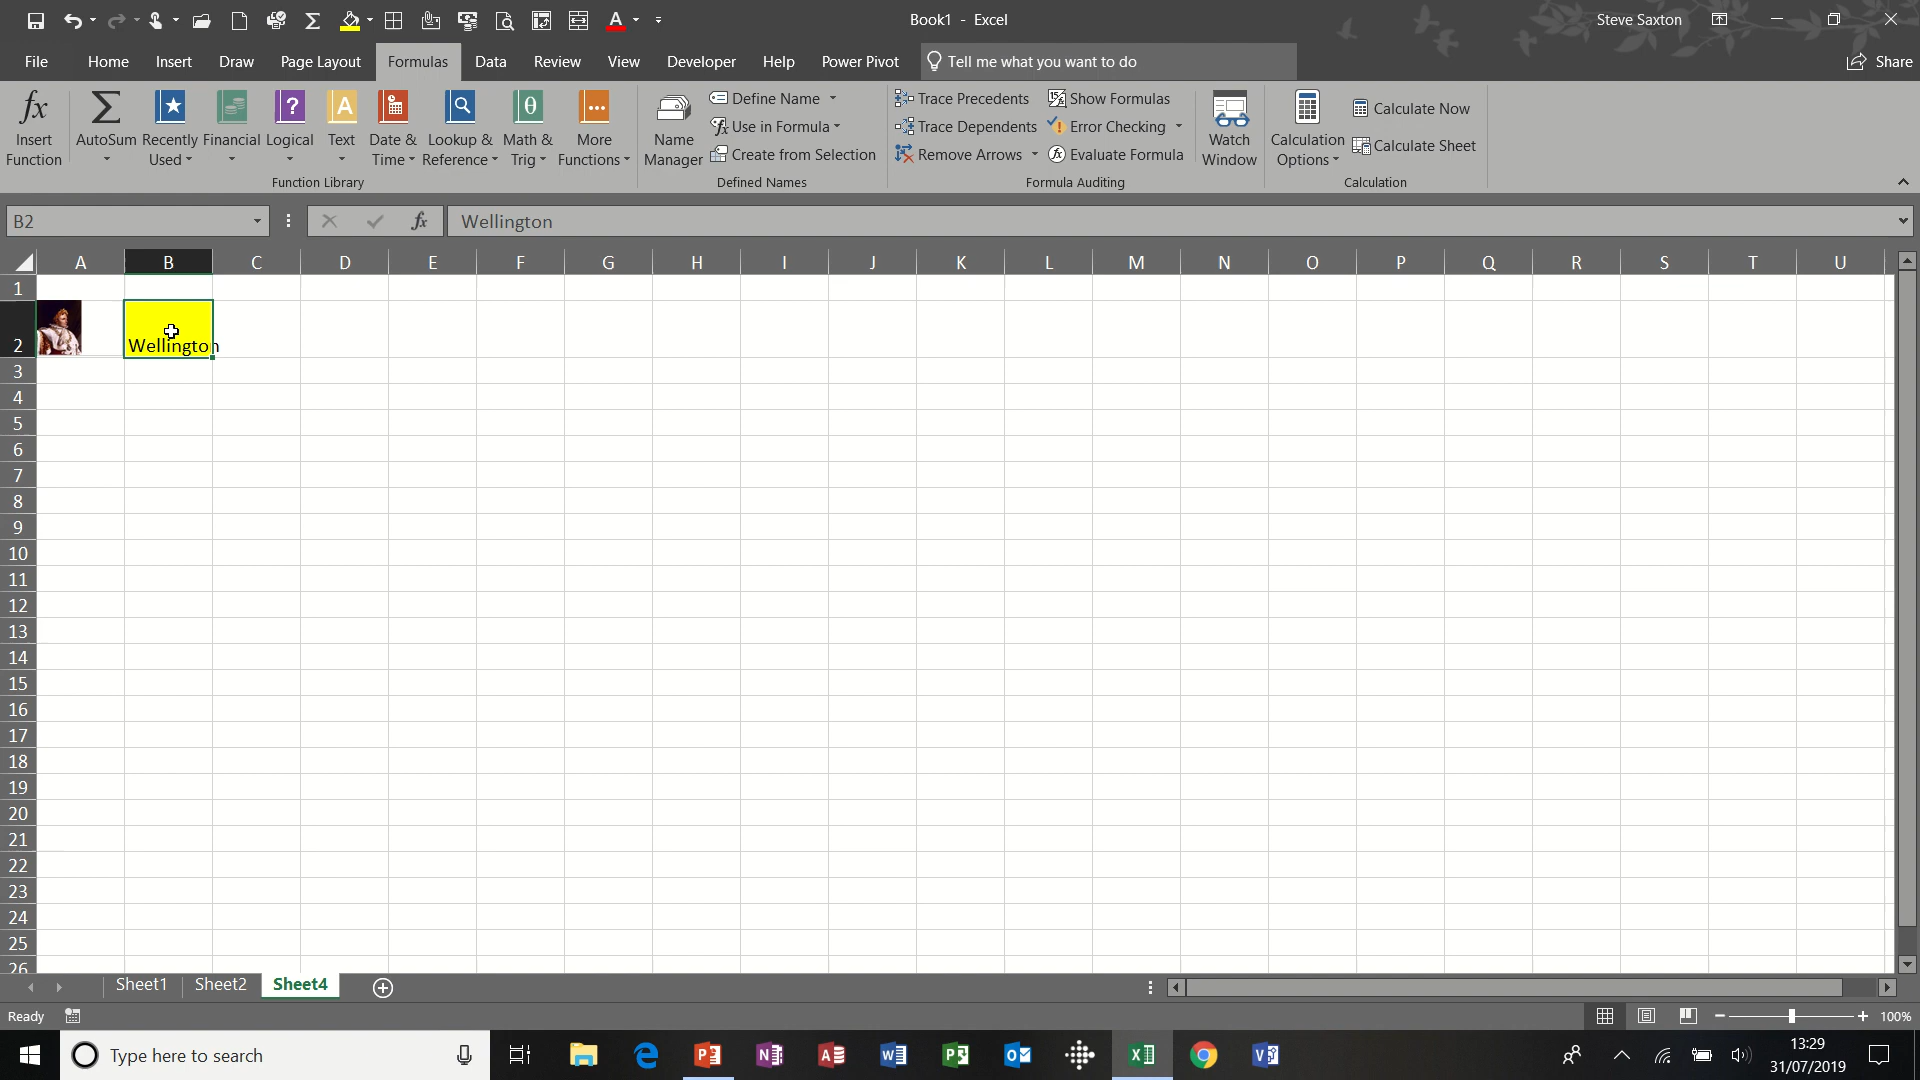 Book1 - Excel
Steve Saxton
File Home Insert Draw Page Layout Formulas Data Review View Developer Help Power Pivot Tell me what you want to do Share
Insert Function
AutoSum
Recently Used
Financial
Logical
Text
Date & Time
Lookup & Reference
Math & Trig
More Functions
Function Library
Name Manager
Define Name
Use in Formula
Create from Selection
Defined Names
Trace Precedents
Trace Dependents
Remove Arrows
Show Formulas
Error Checking
Evaluate Formula
Formula Auditing
Watch Window
Calculation Options
Calculate Now
Calculate Sheet
Calculation
B2 fx Wellington
A B C D E F G H I J K L M N O P Q R S T U
1
2 Wellington
3
4
5
6
7
8
9
10
11
12
13
14
15
16
17
18
19
20
21
22
23
24
25
26
Sheet1 Sheet2 Sheet4
Ready 100%
Type here to search
13:29
31/07/2019